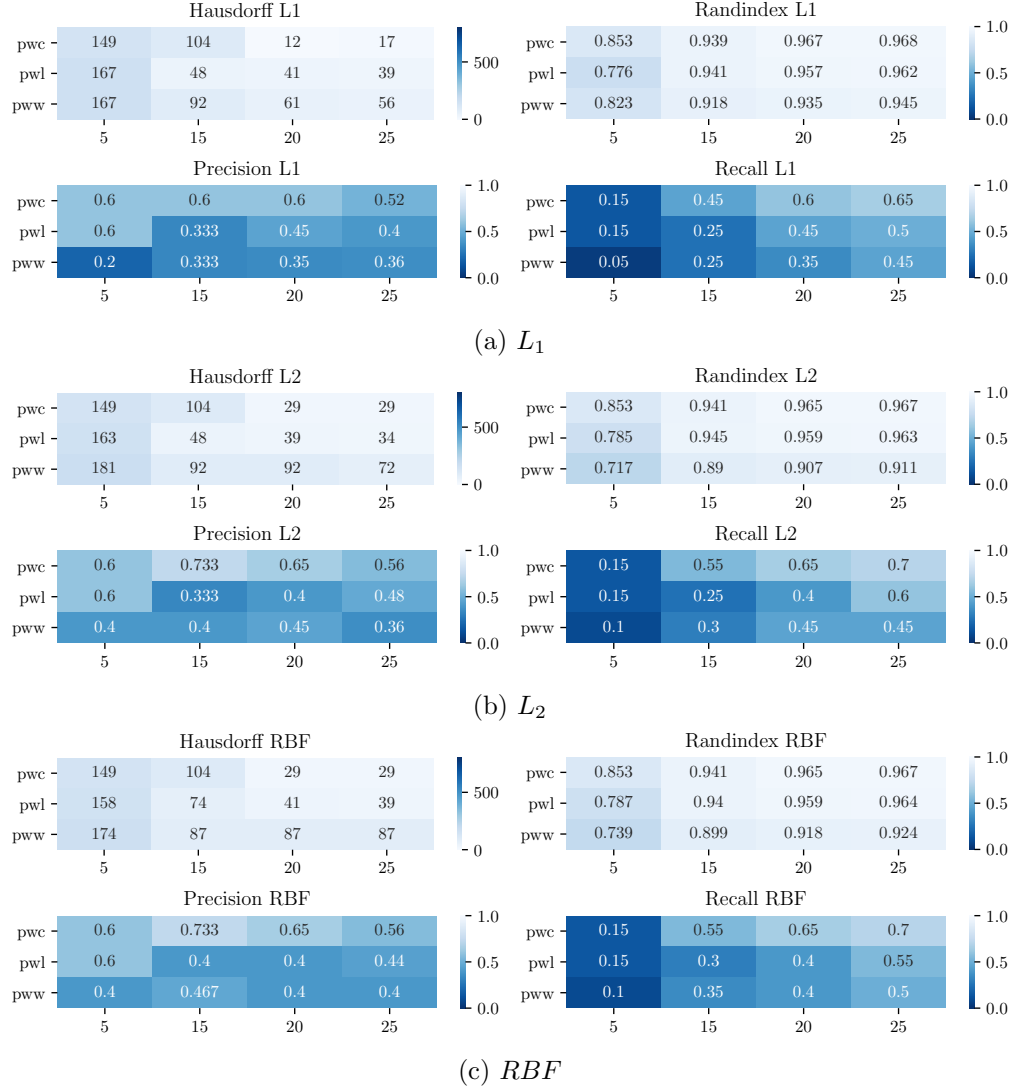 Hausdorff L1
pwc 149 104 12 17
pwl 167 48 41 39
pww 167 92 61 56
5 15 20 25
500
0
Randindex L1
pwc 0.853 0.939 0.967 0.968
pwl 0.776 0.941 0.957 0.962
pww 0.823 0.918 0.935 0.945
5 15 20 25
1.0
0.5
0.0
Precision L1
pwc 0.6 0.6 0.6 0.52
pwl 0.6 0.333 0.45 0.4
pww 0.2 0.333 0.35 0.36
5 15 20 25
1.0
0.5
0.0
Recall L1
pwc 0.15 0.45 0.6 0.65
pwl 0.15 0.25 0.45 0.5
pww 0.05 0.25 0.35 0.45
5 15 20 25
1.0
0.5
0.0
(a) L₁
Hausdorff L2
pwc 149 104 29 29
pwl 163 48 39 34
pww 181 92 92 72
5 15 20 25
500
0
Randindex L2
pwc 0.853 0.941 0.965 0.967
pwl 0.785 0.945 0.959 0.963
pww 0.717 0.89 0.907 0.911
5 15 20 25
1.0
0.5
0.0
Precision L2
pwc 0.6 0.733 0.65 0.56
pwl 0.6 0.333 0.4 0.48
pww 0.4 0.4 0.45 0.36
5 15 20 25
1.0
0.5
0.0
Recall L2
pwc 0.15 0.55 0.65 0.7
pwl 0.15 0.25 0.4 0.6
pww 0.1 0.3 0.45 0.45
5 15 20 25
1.0
0.5
0.0
(b) L₂
Hausdorff RBF
pwc 149 104 29 29
pwl 158 74 41 39
pww 174 87 87 87
5 15 20 25
500
0
Randindex RBF
pwc 0.853 0.941 0.965 0.967
pwl 0.787 0.94 0.959 0.964
pww 0.739 0.899 0.918 0.924
5 15 20 25
1.0
0.5
0.0
Precision RBF
pwc 0.6 0.733 0.65 0.56
pwl 0.6 0.4 0.4 0.44
pww 0.4 0.467 0.4 0.4
5 15 20 25
1.0
0.5
0.0
Recall RBF
pwc 0.15 0.55 0.65 0.7
pwl 0.15 0.3 0.4 0.55
pww 0.1 0.35 0.4 0.5
5 15 20 25
1.0
0.5
0.0
(c) RBF